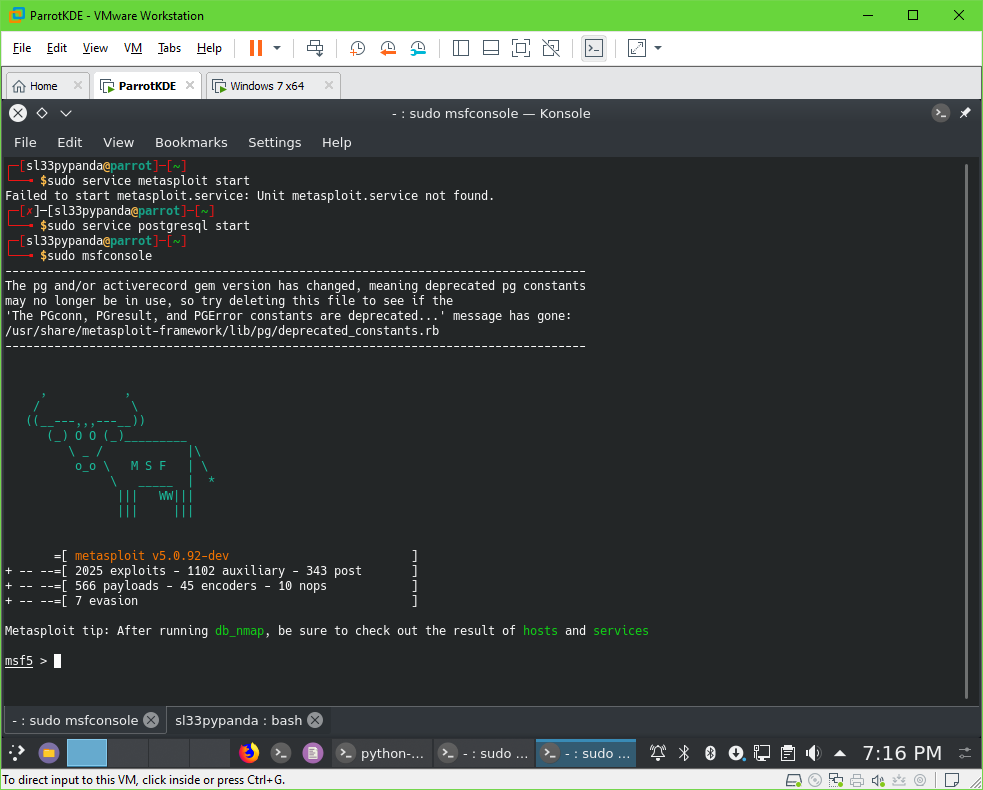 ParrotKDE - VMware Workstation
File Edit View VM Tabs Help
Home ParrotKDE Windows 7 x64
- : sudo msfconsole — Konsole
File Edit View Bookmarks Settings Help
┌─[sl33pypanda@parrot]─[~]
└──╼ $sudo service metasploit start
Failed to start metasploit.service: Unit metasploit.service not found.
┌─[✗]─[sl33pypanda@parrot]─[~]
└──╼ $sudo service postgresql start
┌─[sl33pypanda@parrot]─[~]
└──╼ $sudo msfconsole
-----------------------------------------------------------------------------------
The pg and/or activerecord gem version has changed, meaning deprecated pg constants
may no longer be in use, so try deleting this file to see if the
'The PGconn, PGresult, and PGError constants are deprecated...' message has gone:
/usr/share/metasploit-framework/lib/pg/deprecated_constants.rb
-----------------------------------------------------------------------------------
     ,           ,
    /             \
   ((__---,,,---__))
      (_) O O (_)_________
         \ _ /            |\
          o_o \   M S F   | \
               \   _____  |  *
                |||   WW|||
                |||     |||
       =[ metasploit v5.0.92-dev                          ]
+ -- --=[ 2025 exploits - 1102 auxiliary - 343 post       ]
+ -- --=[ 566 payloads - 45 encoders - 10 nops            ]
+ -- --=[ 7 evasion                                       ]
Metasploit tip: After running db_nmap, be sure to check out the result of hosts and services
msf5 >
- : sudo msfconsole sl33pypanda : bash
python-... - : sudo ... - : sudo ... 7:16 PM
To direct input to this VM, click inside or press Ctrl+G.